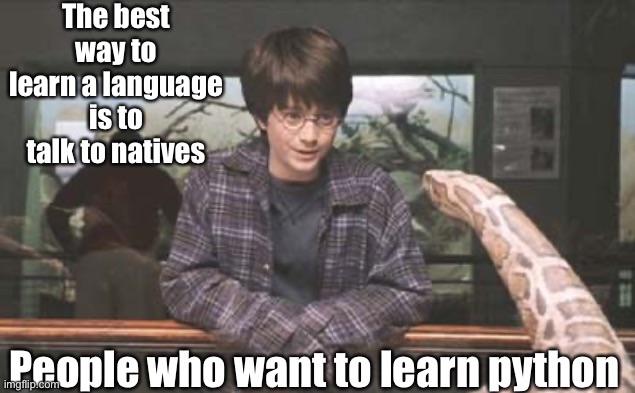 The best
way to
learn a language
is to
talk to natives
People who want to learn python
imgflip.com